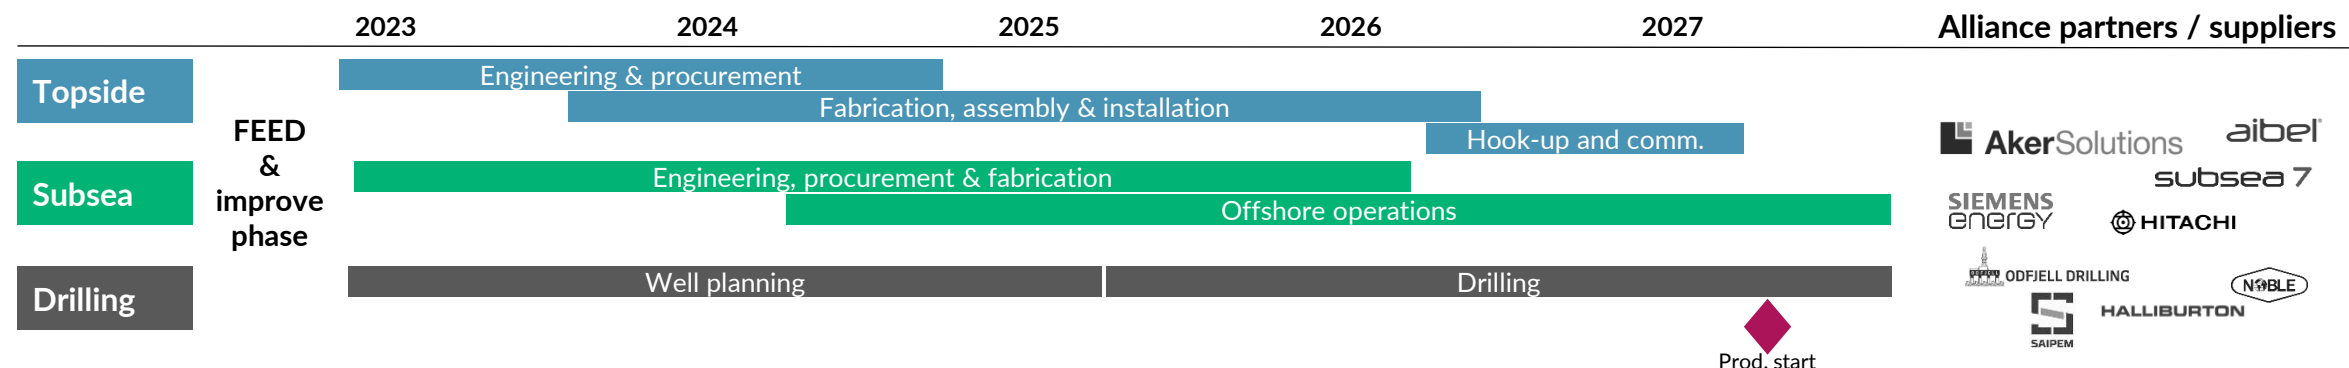 2023 2024 2025 2026 2027 Alliance partners / suppliers
Topside
FEED
&
improve
phase
Engineering & procurement
Fabrication, assembly & installation
Hook-up and comm.
Subsea
Engineering, procurement & fabrication
Offshore operations
Drilling
Well planning
Drilling
Prod. start
AkerSolutions
aibel
subsea 7
SIEMENS
energy
HITACHI
ODFJELL DRILLING
NOBLE
HALLIBURTON
SAIPEM